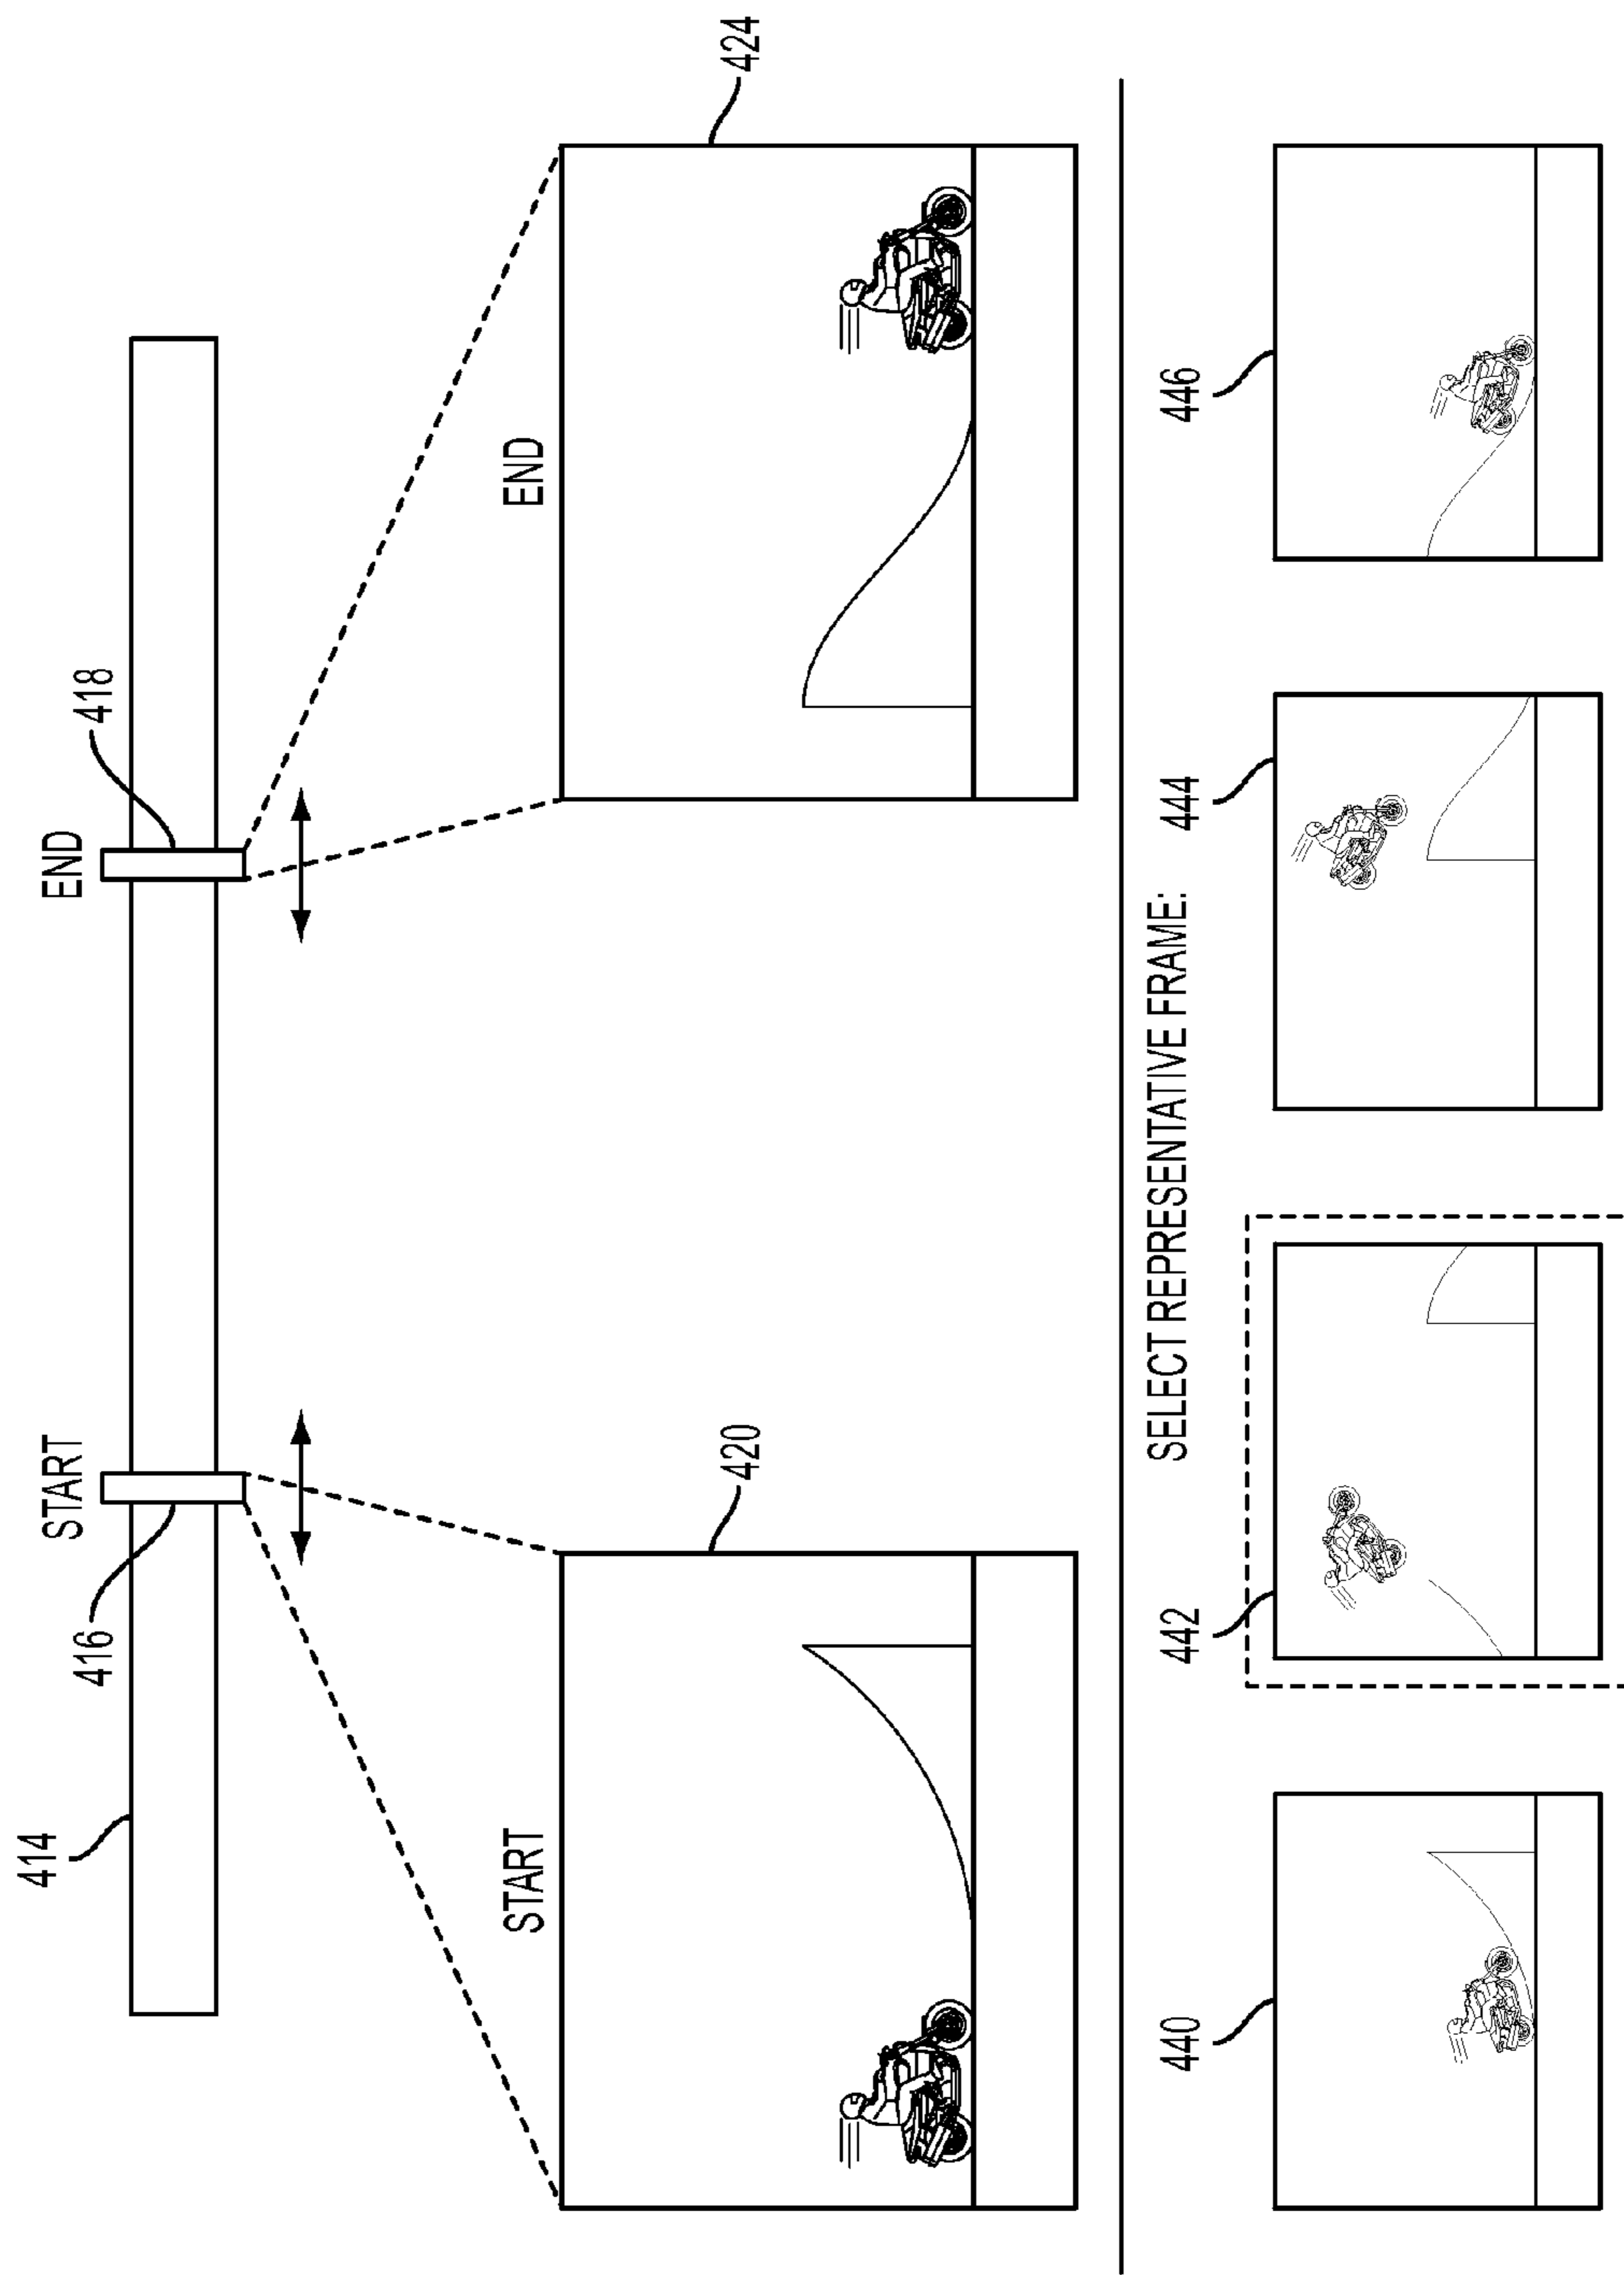 START
END
414
416
418
START
END
420
424
SELECT REPRESENTATIVE FRAME:
440
442
444
446